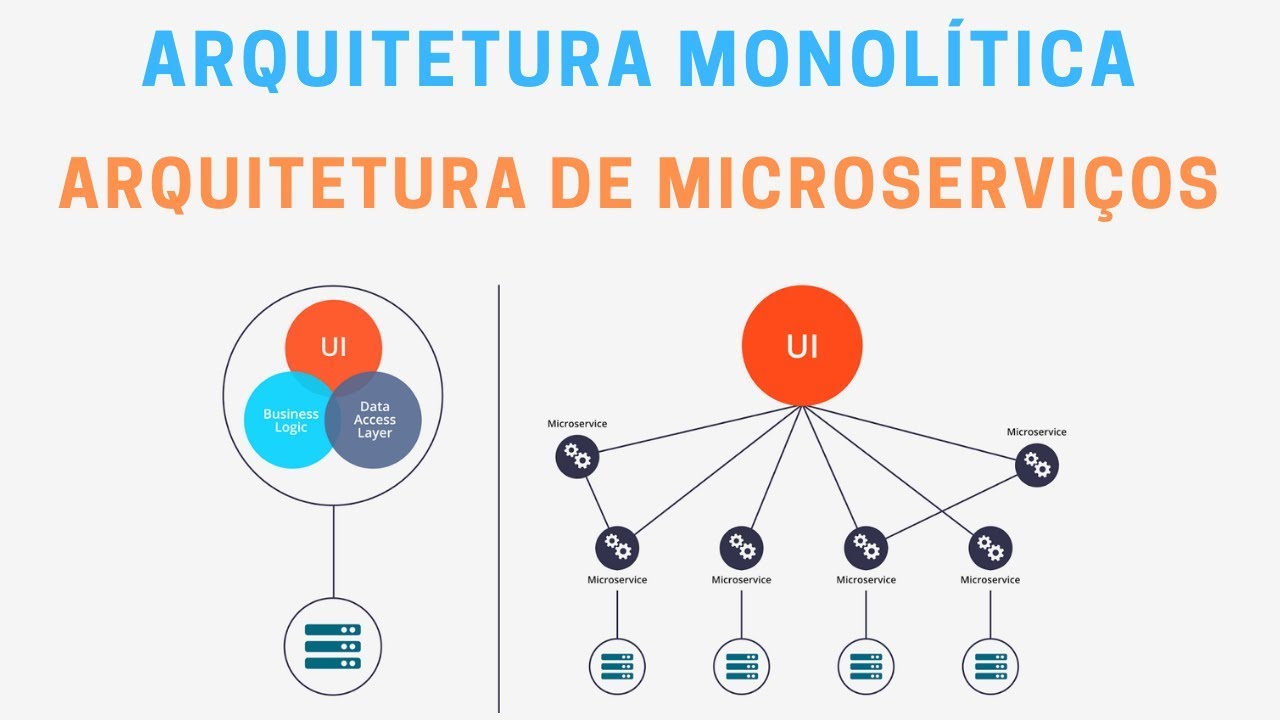 ARQUITETURA MONOLÍTICA
ARQUITETURA DE MICROSERVIÇOS
UI
Business
Logic
Data
Access
Layer
UI
Microservice
Microservice
Microservice
Microservice
Microservice
Microservice